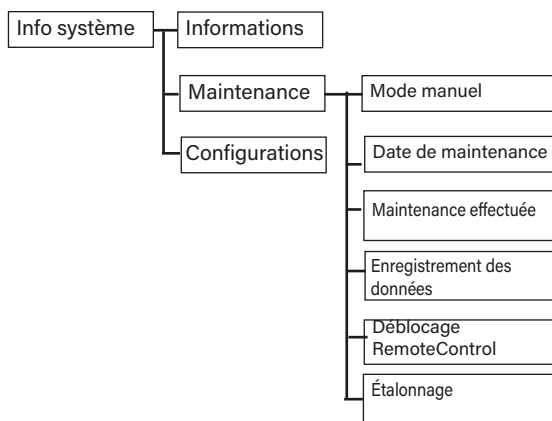 Info système
Informations
Maintenance
Mode manuel
Configurations
Date de maintenance
Maintenance effectuée
Enregistrement des
données
Déblocage
RemoteControl
Étalonnage